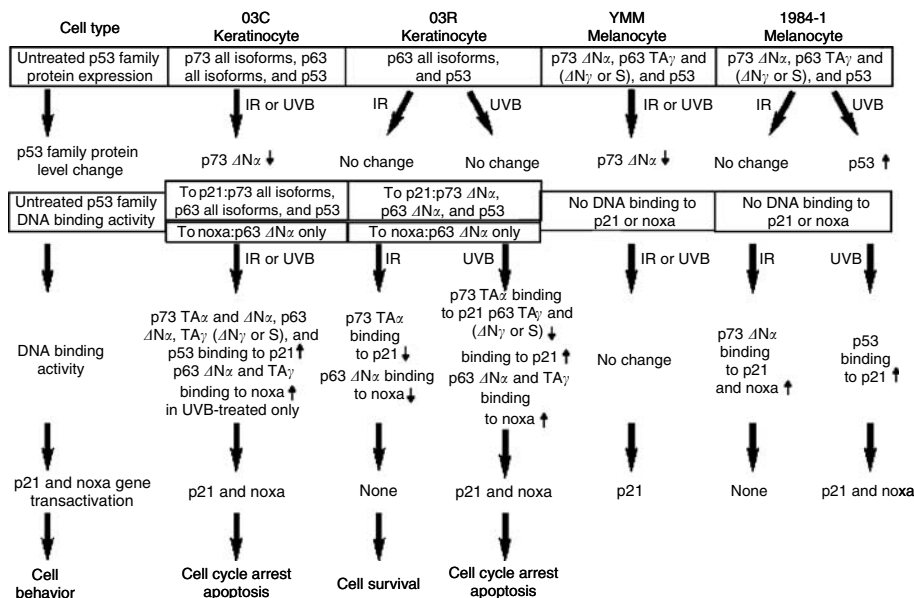 Cell type
03C
Keratinocyte
03R
Keratinocyte
YMM
Melanocyte
1984-1
Melanocyte
Untreated p53 family
protein expression
p73 all isoforms, p63
all isoforms, and p53
p63 all isoforms,
and p53
p73 ΔNα, p63 TAγ and
(ΔNγ or S), and p53
p73 ΔNα, p63 TAγ and
(ΔNγ or S), and p53
IR or UVB
IR
UVB
IR or UVB
IR
UVB
p53 family protein
level change
p73 ΔNα ↓
No change
No change
p73 ΔNα ↓
No change
p53 ↑
Untreated p53 family
DNA binding activity
To p21:p73 all isoforms,
p63 all isoforms, and p53
To noxa:p63 ΔNα only
To p21:p73 ΔNα,
p63 ΔNα, and p53
To noxa:p63 ΔNα only
No DNA binding to
p21 or noxa
No DNA binding to
p21 or noxa
IR or UVB
IR
UVB
IR or UVB
IR
UVB
DNA binding
activity
p73 TAα and ΔNα, p63
ΔNα, TAγ (ΔNγ or S), and
p53 binding to p21 ↑
p63 ΔNα and TAγ
binding to noxa ↑
in UVB-treated only
p73 TAα
binding
to p21 ↓
p63 ΔNα binding
to noxa ↓
p73 TAα binding
to p21 p63 TAγ and
(ΔNγ or S) ↓
binding to p21 ↑
p63 ΔNα and TAγ
binding
to noxa ↑
No change
p73 ΔNα
binding
to p21
and noxa ↑
p53
binding
to p21 ↑
p21 and noxa gene
transactivation
p21 and noxa
None
p21 and noxa
p21
None
p21 and noxa
Cell
behavior
Cell cycle arrest
apoptosis
Cell survival
Cell cycle arrest
apoptosis